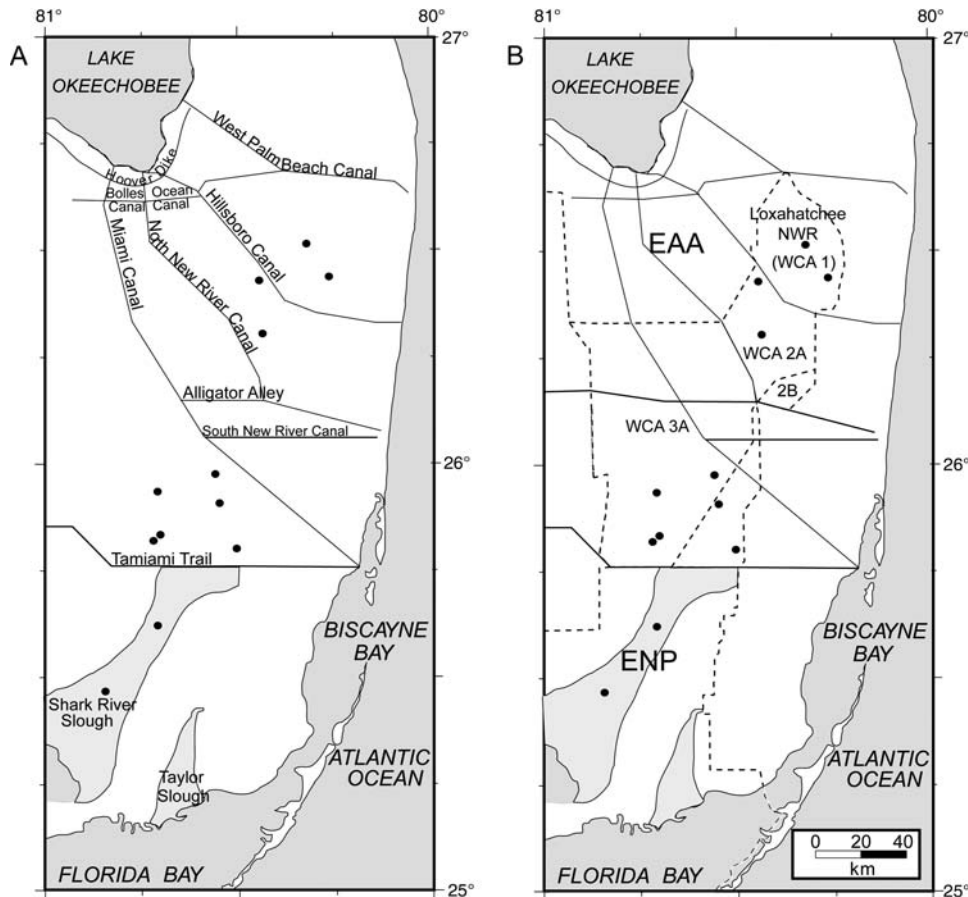 81°
80°
27°
A
LAKE
OKEECHOBEE
West Palm Beach Canal
Hoover Dike
Bolles
Canal
Ocean
Canal
Hillsboro Canal
Miami Canal
North New River Canal
Alligator Alley
South New River Canal
26°
Tamiami Trail
BISCAYNE
BAY
Shark River
Slough
ATLANTIC
OCEAN
Taylor
Slough
FLORIDA BAY
25°
81°
80°
27°
B
LAKE
OKEECHOBEE
Loxahatchee
NWR
(WCA 1)
EAA
WCA 2A
2B
WCA 3A
26°
BISCAYNE
BAY
ENP
ATLANTIC
OCEAN
0 20 40
km
FLORIDA BAY
25°